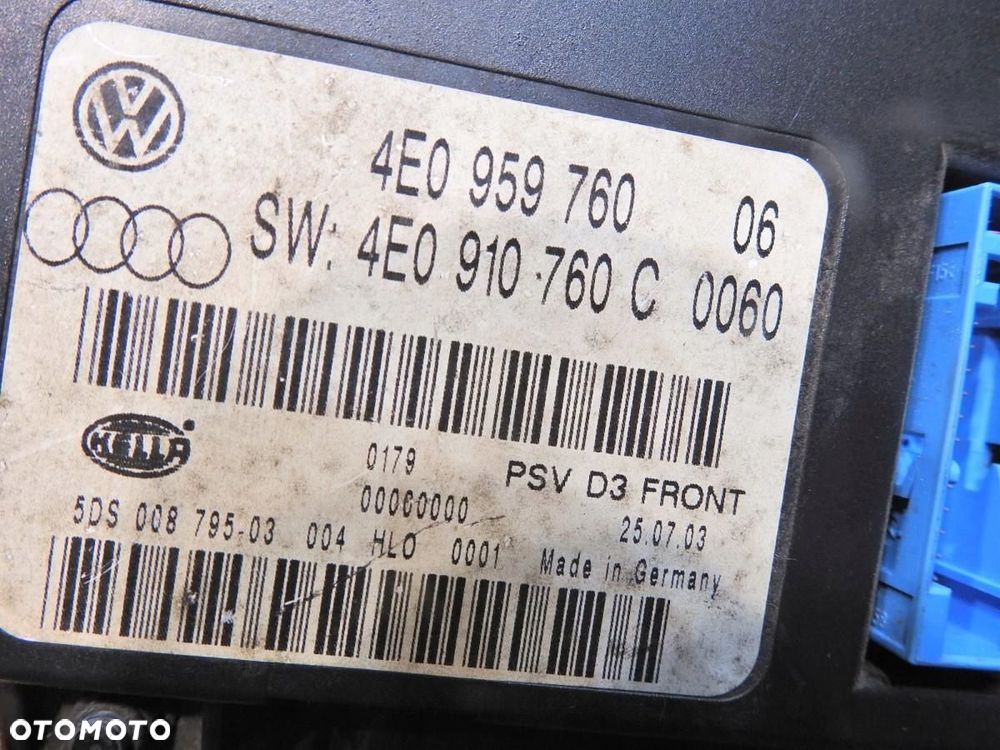 4E0 959 760 06
SW: 4E0 910 760 C 0060
HELLA
0179
PSV D3 FRONT
00000000
25.07.03
5DS 008 795-03 004 HLO 0001 Made in Germany
OTOMOTO